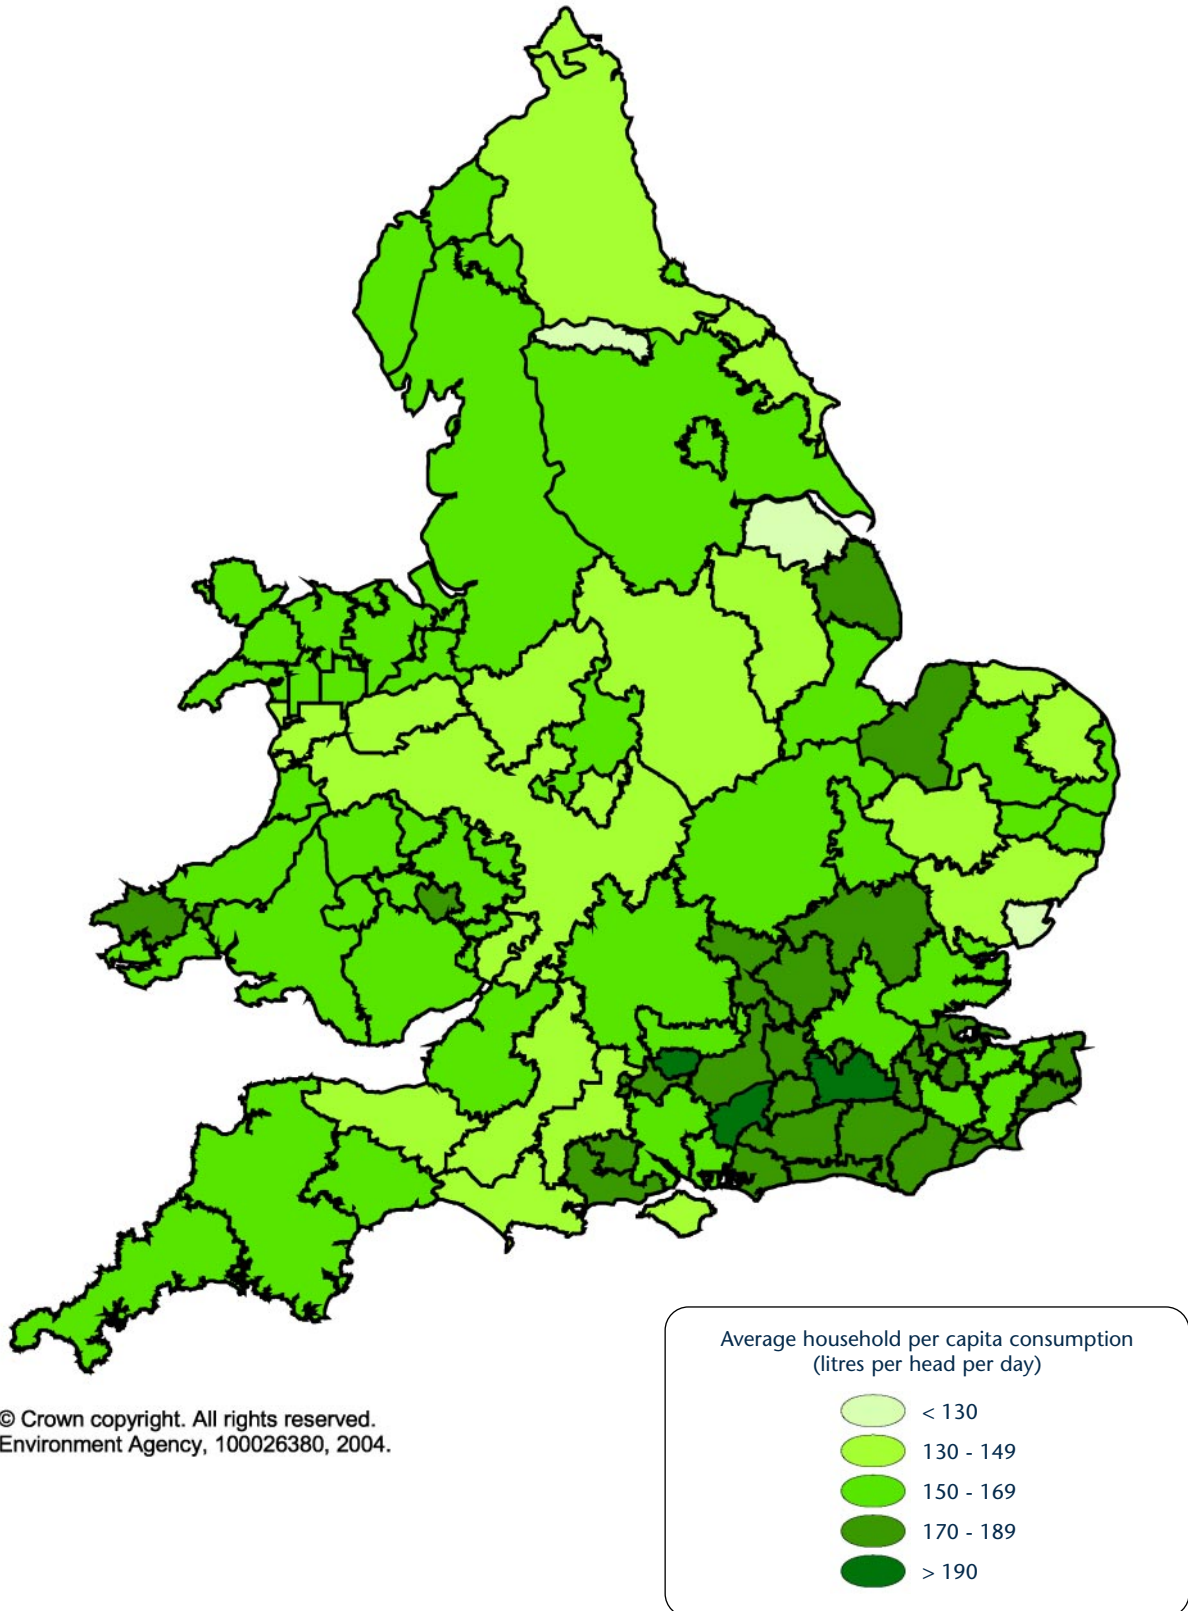 © Crown copyright. All rights reserved.
Environment Agency, 100026380, 2004.
Average household per capita consumption
(litres per head per day)
< 130
130 - 149
150 - 169
170 - 189
> 190